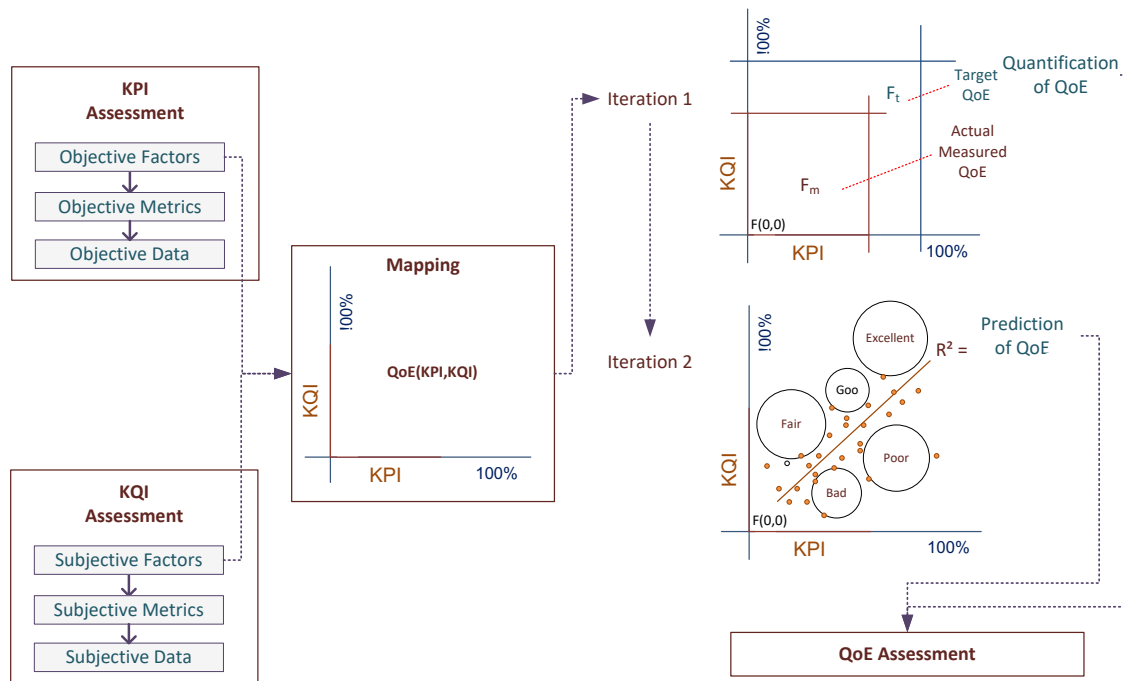 KPI
Assessment
Objective Factors
Objective Metrics
Objective Data
KQI
Assessment
Subjective Factors
Subjective Metrics
Subjective Data
Mapping
100%
QoE(KPI,KQI)
KQI
KPI
100%
Iteration 1
Iteration 2
100%
Ft
Target
QoE
Quantification
of QoE
Actual
Measured
QoE
Fm
KQI
F(0,0)
KPI
100%
100%
Excellent
R² =
Prediction
of QoE
Goo
Fair
Poor
Bad
KQI
F(0,0)
KPI
100%
QoE Assessment